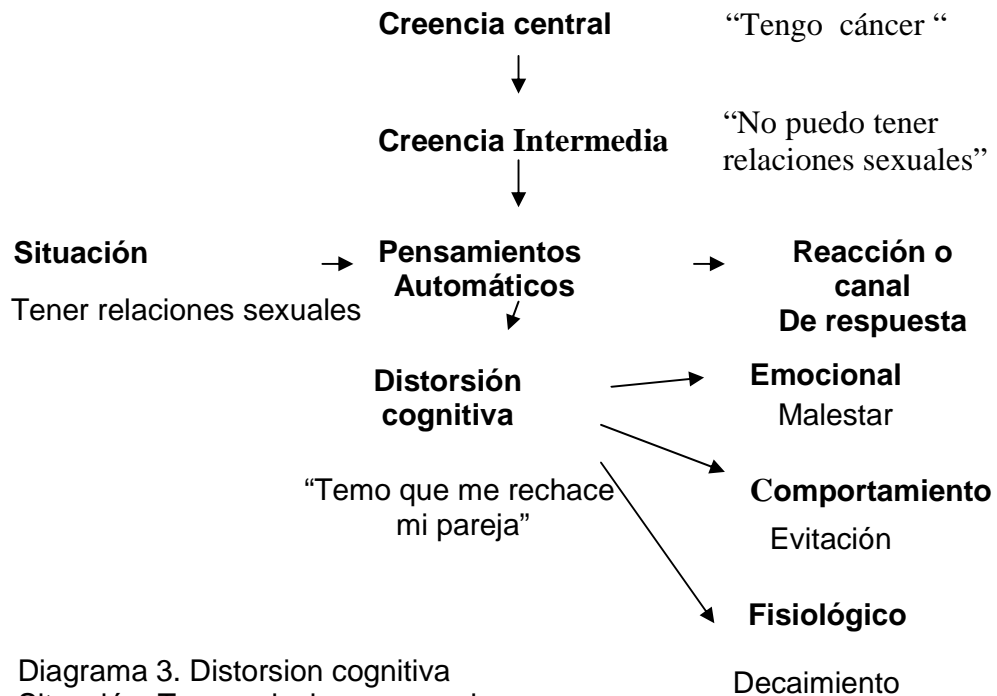 Creencia central
“Tengo cáncer “
Creencia Intermedia
“No puedo tener
relaciones sexuales”
Situación
Tener relaciones sexuales
Pensamientos
Automáticos
Reacción o
canal
De respuesta
Distorsión
cognitiva
“Temo que me rechace
mi pareja”
Emocional
Malestar
Comportamiento
Evitación
Fisiológico
Decaimiento
Diagrama 3. Distorsion cognitiva